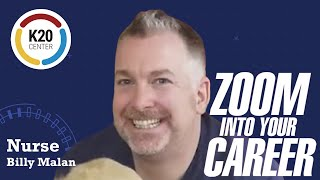 K20
CENTER
ZOOM
INTO YOUR
CAREER
Nurse
Billy Malan